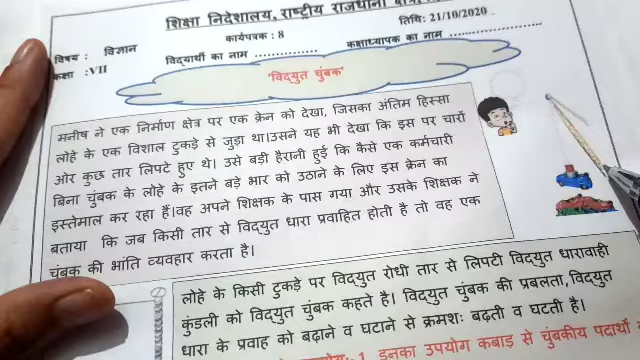 शिक्षा निदेशालय, राष्ट्रीय राजधानी
कार्यपत्रक : 8
तिथि: 21/10/2020
विषय : विज्ञान
विद्यार्थी का नाम ..............
कक्षाध्यापक का नाम ....................
कक्षा :VII
'विद्युत चुंबक'
मनीष ने एक निर्माण क्षेत्र पर एक क्रेन को देखा, जिसका अंतिम हिस्सा
लोहे के एक विशाल टुकड़े से जुड़ा था।उसने यह भी देखा कि इस पर चारों
ओर कुछ तार लिपटे हुए थे। उसे बड़ी हैरानी हुई कि कैसे एक कर्मचारी
बिना चुंबक के लोहे के इतने बड़े भार को उठाने के लिए इस क्रेन का
इस्तेमाल कर रहा हैं।वह अपने शिक्षक के पास गया और उसके शिक्षक ने
बताया कि जब किसी तार से विद्युत धारा प्रवाहित होती है तो वह एक
चुंबक की भांति व्यवहार करता है।
लोहे के किसी टुकड़े पर विद्युत रोधी तार से लिपटी विद्युत धारावाही
कुंडली को विद्युत चुंबक कहते है। विद्युत चुंबक की प्रबलता,विद्युत
धारा के प्रवाह को बढ़ाने व घटाने से क्रमशः बढ़ती व घटती है।
1. इनका उपयोग कबाड़ से चुंबकीय पदार्थों